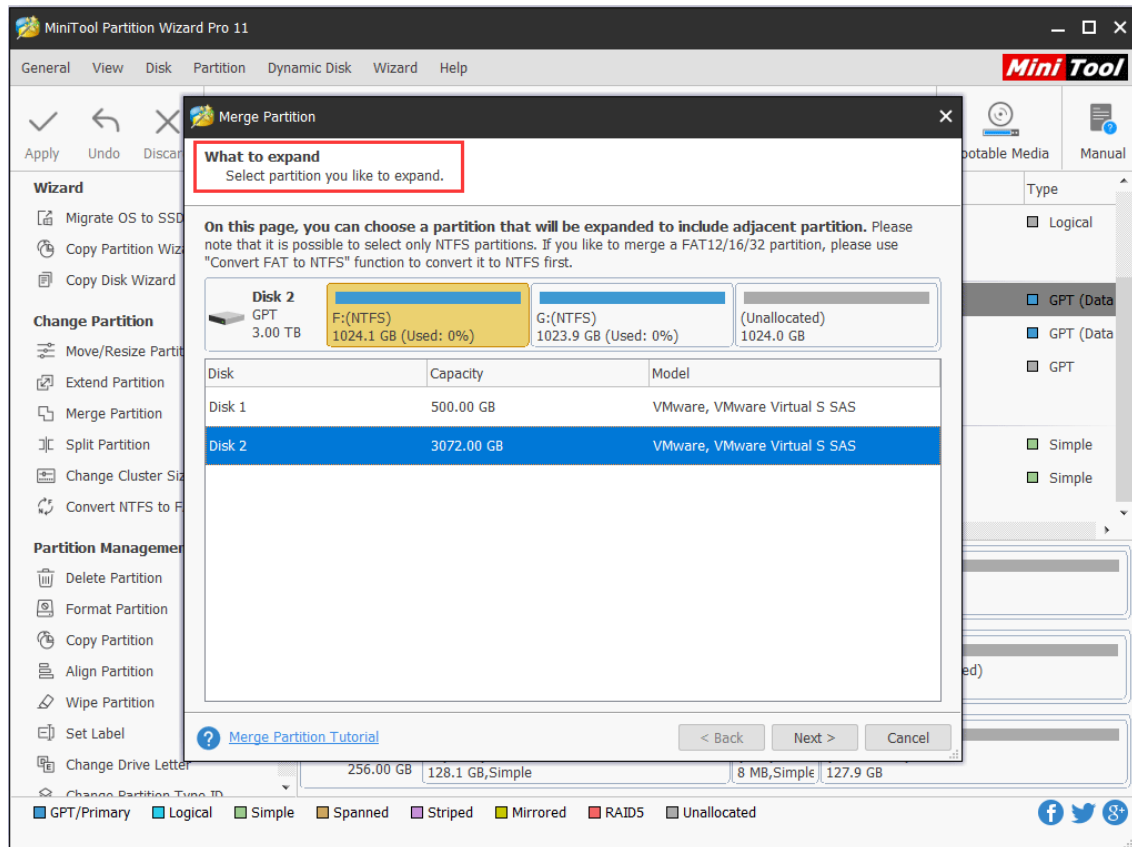 MiniTool Partition Wizard Pro 11
General View Disk Partition Dynamic Disk Wizard Help
Mini Tool
Apply Undo
Manual
Merge Partition
What to expand
Select partition you like to expand.
On this page, you can choose a partition that will be expanded to include adjacent partition. Please
note that it is possible to select only NTFS partitions. If you like to merge a FAT12/16/32 partition, please use
"Convert FAT to NTFS" function to convert it to NTFS first.
Disk 2
GPT
3.00 TB
F:(NTFS)
1024.1 GB (Used: 0%)
G:(NTFS)
1023.9 GB (Used: 0%)
(Unallocated)
1024.0 GB
Disk Capacity Model
Disk 1 500.00 GB VMware, VMware Virtual S SAS
Disk 2 3072.00 GB VMware, VMware Virtual S SAS
Merge Partition Tutorial
< Back Next > Cancel
Wizard
Migrate OS to SSD
Copy Partition Wiz
Copy Disk Wizard
Change Partition
Move/Resize Partit
Extend Partition
Merge Partition
Split Partition
Change Cluster Siz
Convert NTFS to F
Partition Managemer
Delete Partition
Format Partition
Copy Partition
Align Partition
Wipe Partition
Set Label
Change Drive Letter
Change Partition Type ID
Media
Type
Logical
GPT (Data
GPT (Data
GPT
Simple
Simple
ed)
256.00 GB
128.1 GB,Simple
8 MB,Simple
127.9 GB
GPT/Primary Logical Simple Spanned Striped Mirrored RAID5 Unallocated